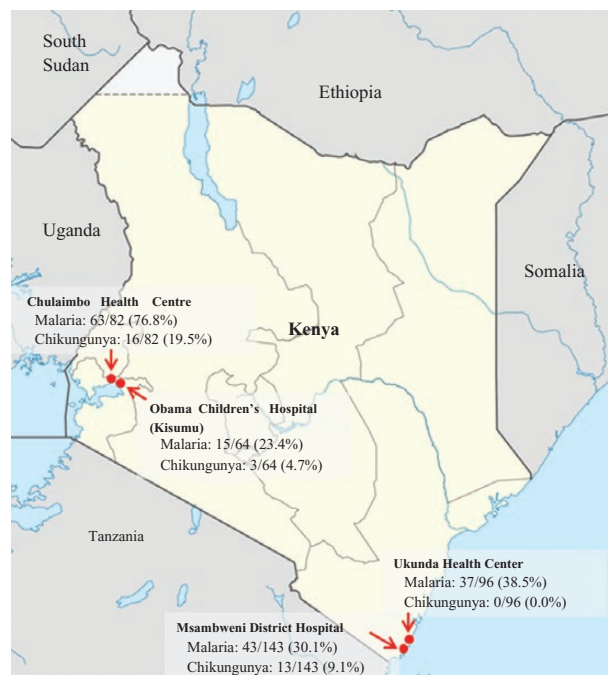 South
Sudan
Ethiopia
Uganda
Somalia
Chulaimbo Health Centre
Malaria: 63/82 (76.8%)
Chikungunya: 16/82 (19.5%)
Kenya
Obama Children's Hospital
(Kisumu)
Malaria: 15/64 (23.4%)
Chikungunya: 3/64 (4.7%)
Tanzania
Ukunda Health Center
Malaria: 37/96 (38.5%)
Chikungunya: 0/96 (0.0%)
Msambweni District Hospital
Malaria: 43/143 (30.1%)
Chikungunya: 13/143 (9.1%)